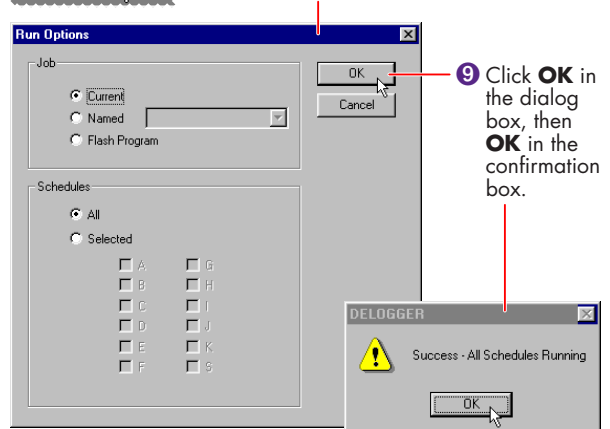 Run Options
Job
Current
Named
Flash Program
OK
Cancel
Schedules
All
Selected
A G
B H
C I
D J
E K
F S
9 Click OK in
the dialog
box, then
OK in the
confirmation
box.
DELOGGER
Success - All Schedules Running
OK